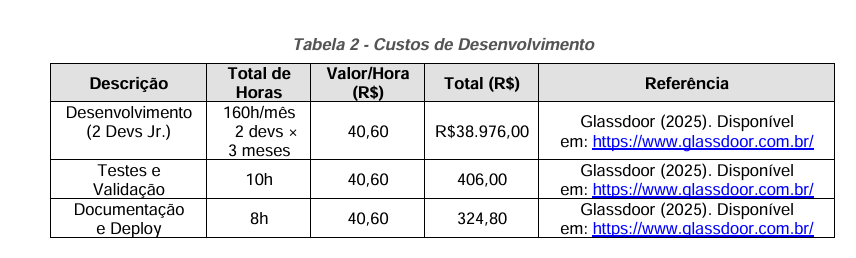 Tabela 2 - Custos de Desenvolvimento
Descrição
Total de
Horas
Valor/Hora
(R$)
Total (R$)
Referência
Desenvolvimento
(2 Devs Jr.)
160h/mês
2 devs ×
3 meses
40,60
R$38.976,00
Glassdoor (2025). Disponível
em: https://www.glassdoor.com.br/
Testes e
Validação
10h
40,60
406,00
Glassdoor (2025). Disponível
em: https://www.glassdoor.com.br/
Documentação
e Deploy
8h
40,60
324,80
Glassdoor (2025). Disponível
em: https://www.glassdoor.com.br/